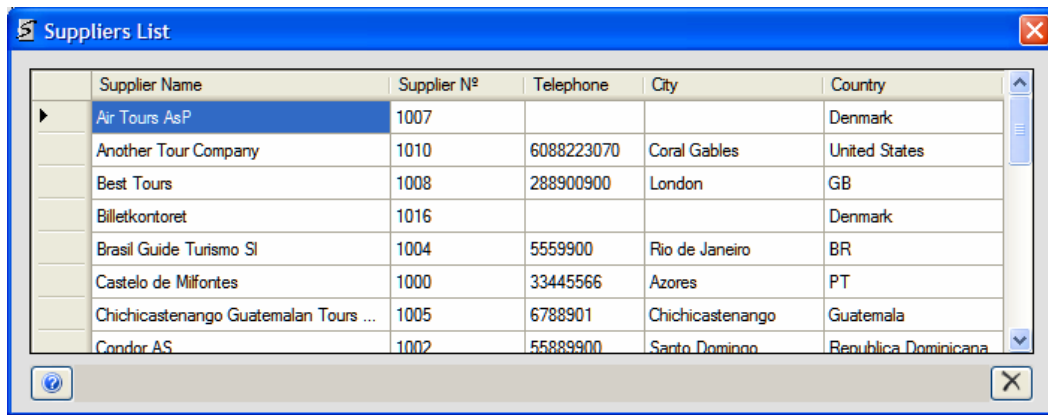 Suppliers List
Supplier Name Supplier Nº Telephone City Country
Air Tours AsP 1007 Denmark
Another Tour Company 1010 6088223070 Coral Gables United States
Best Tours 1008 288900900 London GB
Billetkontoret 1016 Denmark
Brasil Guide Turismo Sl 1004 5559900 Rio de Janeiro BR
Castelo de Milfontes 1000 33445566 Azores PT
Chichicastenango Guatemalan Tours ... 1005 6788901 Chichicastenango Guatemala
Condor AS 1002 55889900 Santo Domingo Republica Dominicana